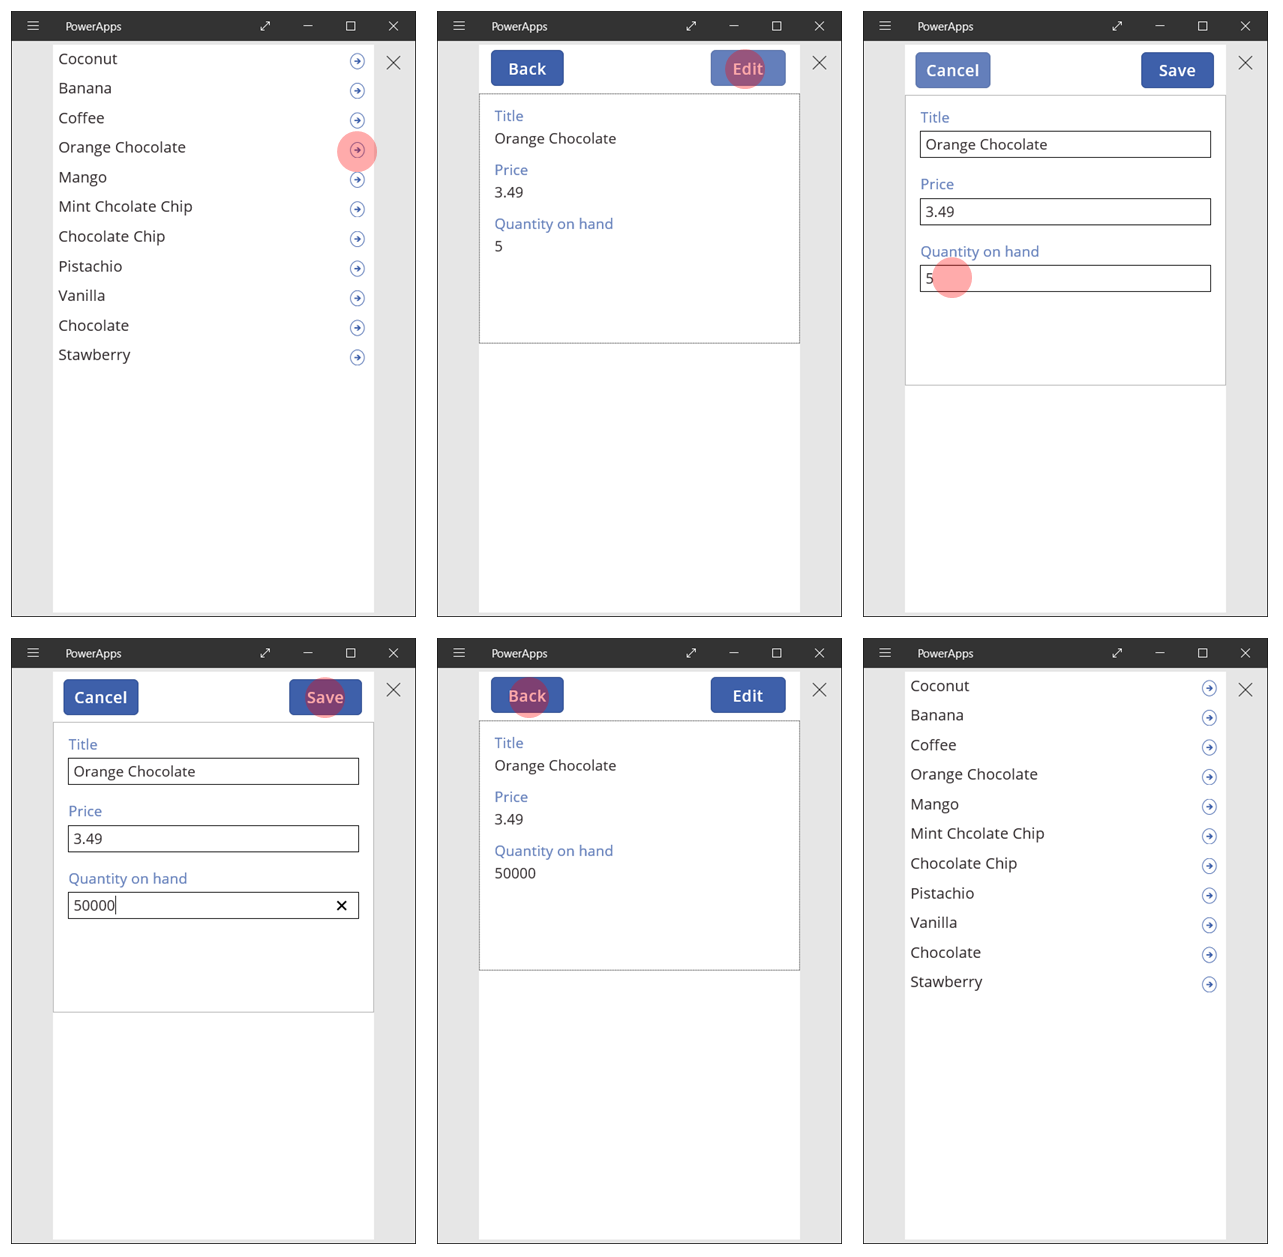 PowerApps
Coconut
Banana
Coffee
Orange Chocolate
Mango
Mint Chcolate Chip
Chocolate Chip
Pistachio
Vanilla
Chocolate
Stawberry
PowerApps
Back Edit
Title
Orange Chocolate
Price
3.49
Quantity on hand
5
PowerApps
Cancel Save
Title
Orange Chocolate
Price
3.49
Quantity on hand
5
PowerApps
Cancel Save
Title
Orange Chocolate
Price
3.49
Quantity on hand
50000
PowerApps
Back Edit
Title
Orange Chocolate
Price
3.49
Quantity on hand
50000
PowerApps
Coconut
Banana
Coffee
Orange Chocolate
Mango
Mint Chcolate Chip
Chocolate Chip
Pistachio
Vanilla
Chocolate
Stawberry